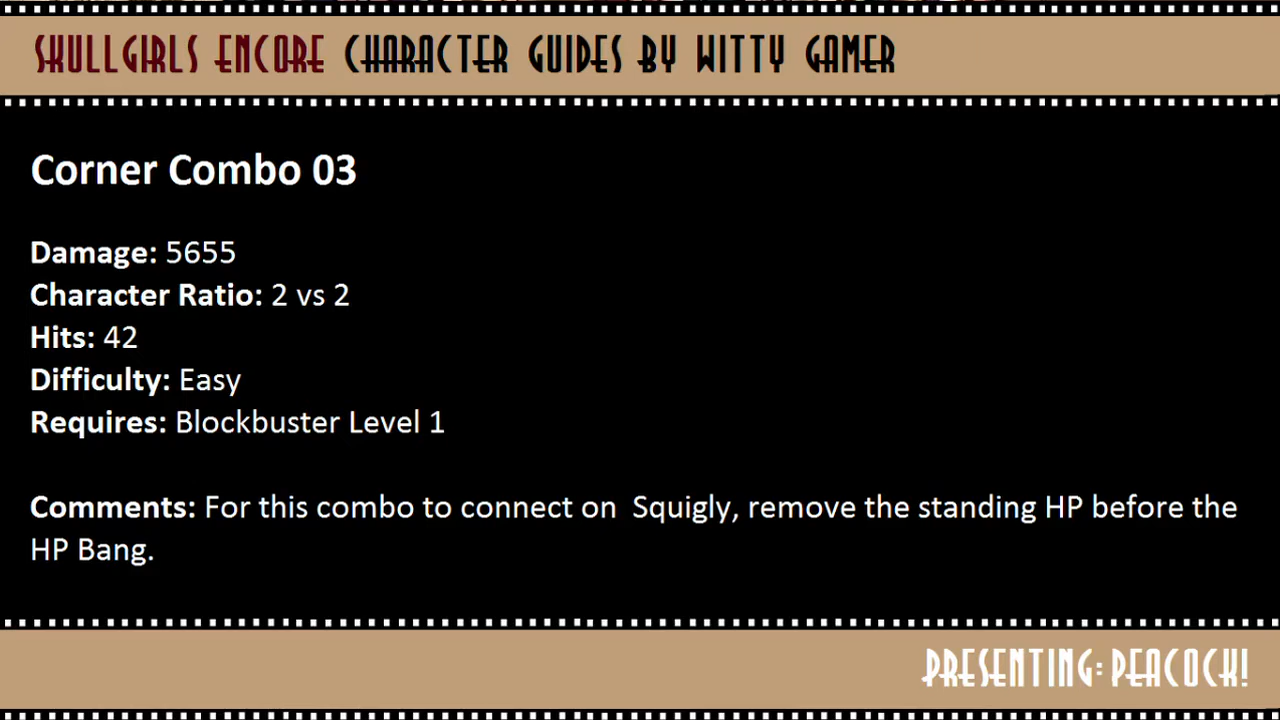 SKULLGIRLS ENCORE CHARACTER GUIDES BY WITTY GAMER
Corner Combo 03
Damage: 5655
Character Ratio: 2 vs 2
Hits: 42
Difficulty: Easy
Requires: Blockbuster Level 1
Comments: For this combo to connect on Squigly, remove the standing HP before the
HP Bang.
PRESENTING: PEACOCK!